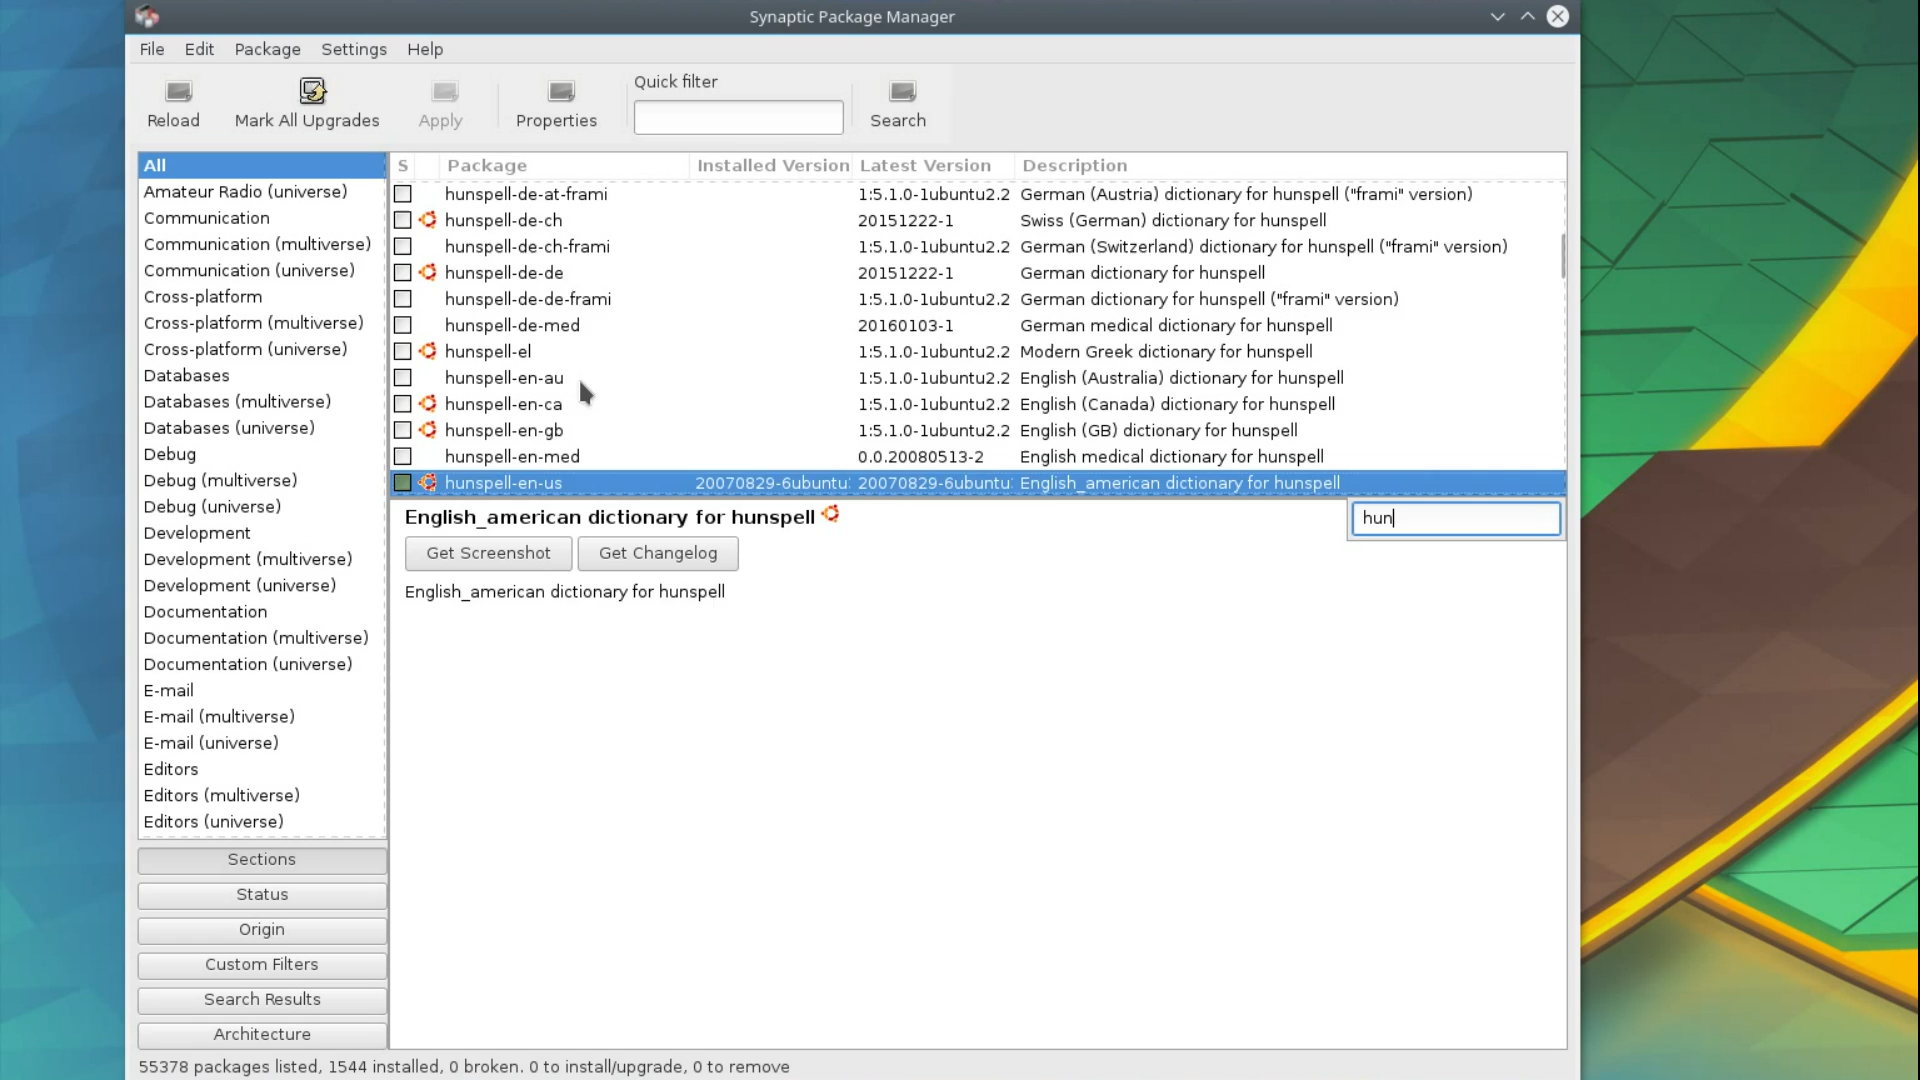 Synaptic Package Manager
File Edit Package Settings Help
Quick filter
Reload Mark All Upgrades Apply Properties Search
All
Amateur Radio (universe)
Communication
Communication (multiverse)
Communication (universe)
Cross-platform
Cross-platform (multiverse)
Cross-platform (universe)
Databases
Databases (multiverse)
Databases (universe)
Debug
Debug (multiverse)
Debug (universe)
Development
Development (multiverse)
Development (universe)
Documentation
Documentation (multiverse)
Documentation (universe)
E-mail
E-mail (multiverse)
E-mail (universe)
Editors
Editors (multiverse)
Editors (universe)
Sections
Status
Origin
Custom Filters
Search Results
Architecture
S Package Installed Version Latest Version Description
hunspell-de-at-frami 1:5.1.0-1ubuntu2.2 German (Austria) dictionary for hunspell ("frami" version)
hunspell-de-ch 20151222-1 Swiss (German) dictionary for hunspell
hunspell-de-ch-frami 1:5.1.0-1ubuntu2.2 German (Switzerland) dictionary for hunspell ("frami" version)
hunspell-de-de 20151222-1 German dictionary for hunspell
hunspell-de-de-frami 1:5.1.0-1ubuntu2.2 German dictionary for hunspell ("frami" version)
hunspell-de-med 20160103-1 German medical dictionary for hunspell
hunspell-el 1:5.1.0-1ubuntu2.2 Modern Greek dictionary for hunspell
hunspell-en-au 1:5.1.0-1ubuntu2.2 English (Australia) dictionary for hunspell
hunspell-en-ca 1:5.1.0-1ubuntu2.2 English (Canada) dictionary for hunspell
hunspell-en-gb 1:5.1.0-1ubuntu2.2 English (GB) dictionary for hunspell
hunspell-en-med 0.0.20080513-2 English medical dictionary for hunspell
hunspell-en-us 20070829-6ubuntu: 20070829-6ubuntu: English_american dictionary for hunspell
English_american dictionary for hunspell
hun
Get Screenshot Get Changelog
English_american dictionary for hunspell
55378 packages listed, 1544 installed, 0 broken. 0 to install/upgrade, 0 to remove